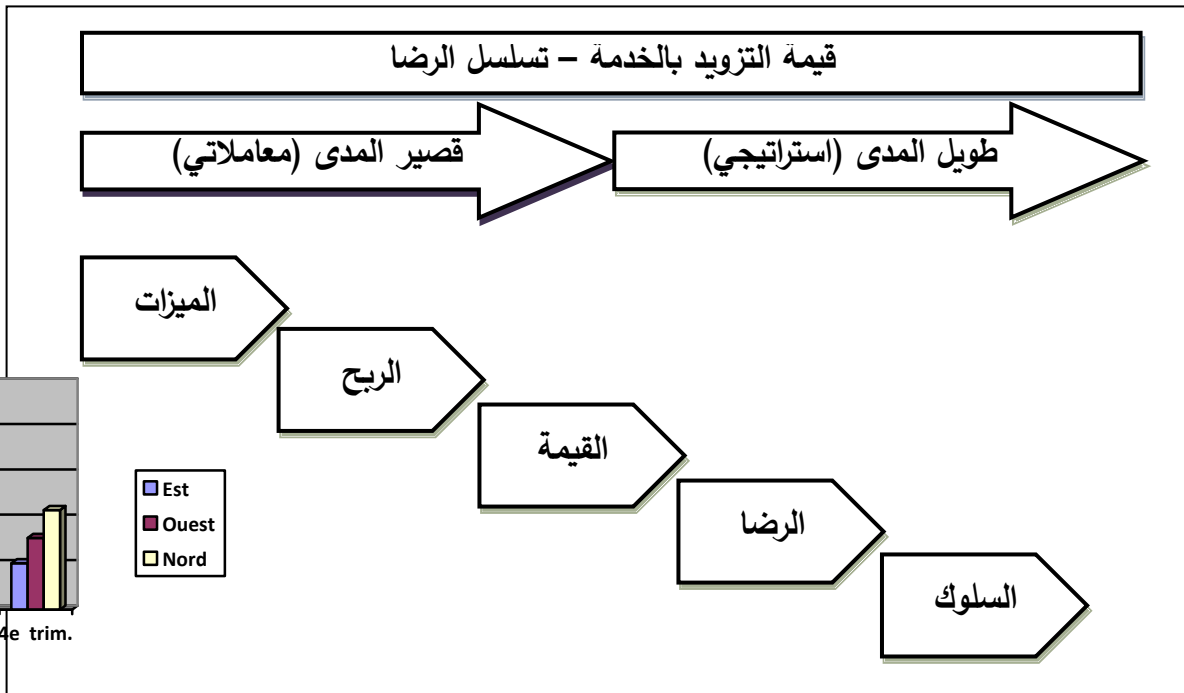 قيمة التزويد بالخدمة – تسلسل الرضا
قصير المدى (معاملاتي)
طويل المدى (استراتيجي)
الميزات
الربح
القيمة
الرضا
السلوك
Est
Ouest
Nord
4e trim.